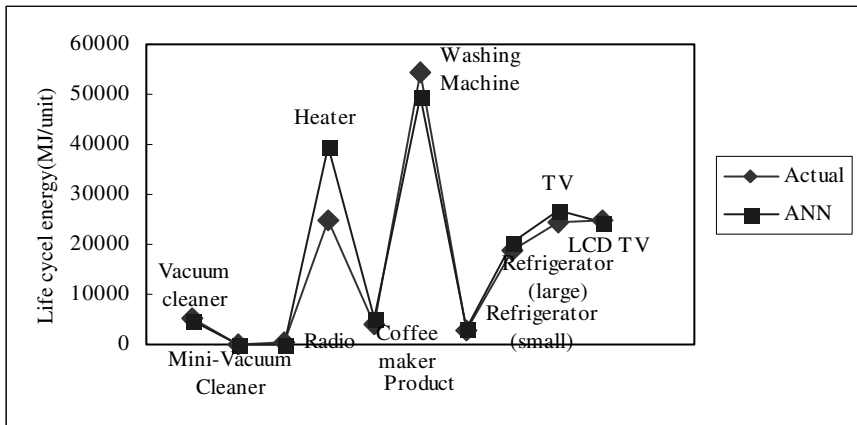 60000
50000
40000
30000
20000
10000
0
Life cycel energy(MJ/unit)
Vacuum
cleaner
Mini-Vacuum
Cleaner
Radio
Heater
Coffee
maker
Washing
Machine
Refrigerator
(small)
Refrigerator
(large)
TV
LCD TV
Product
Actual
ANN